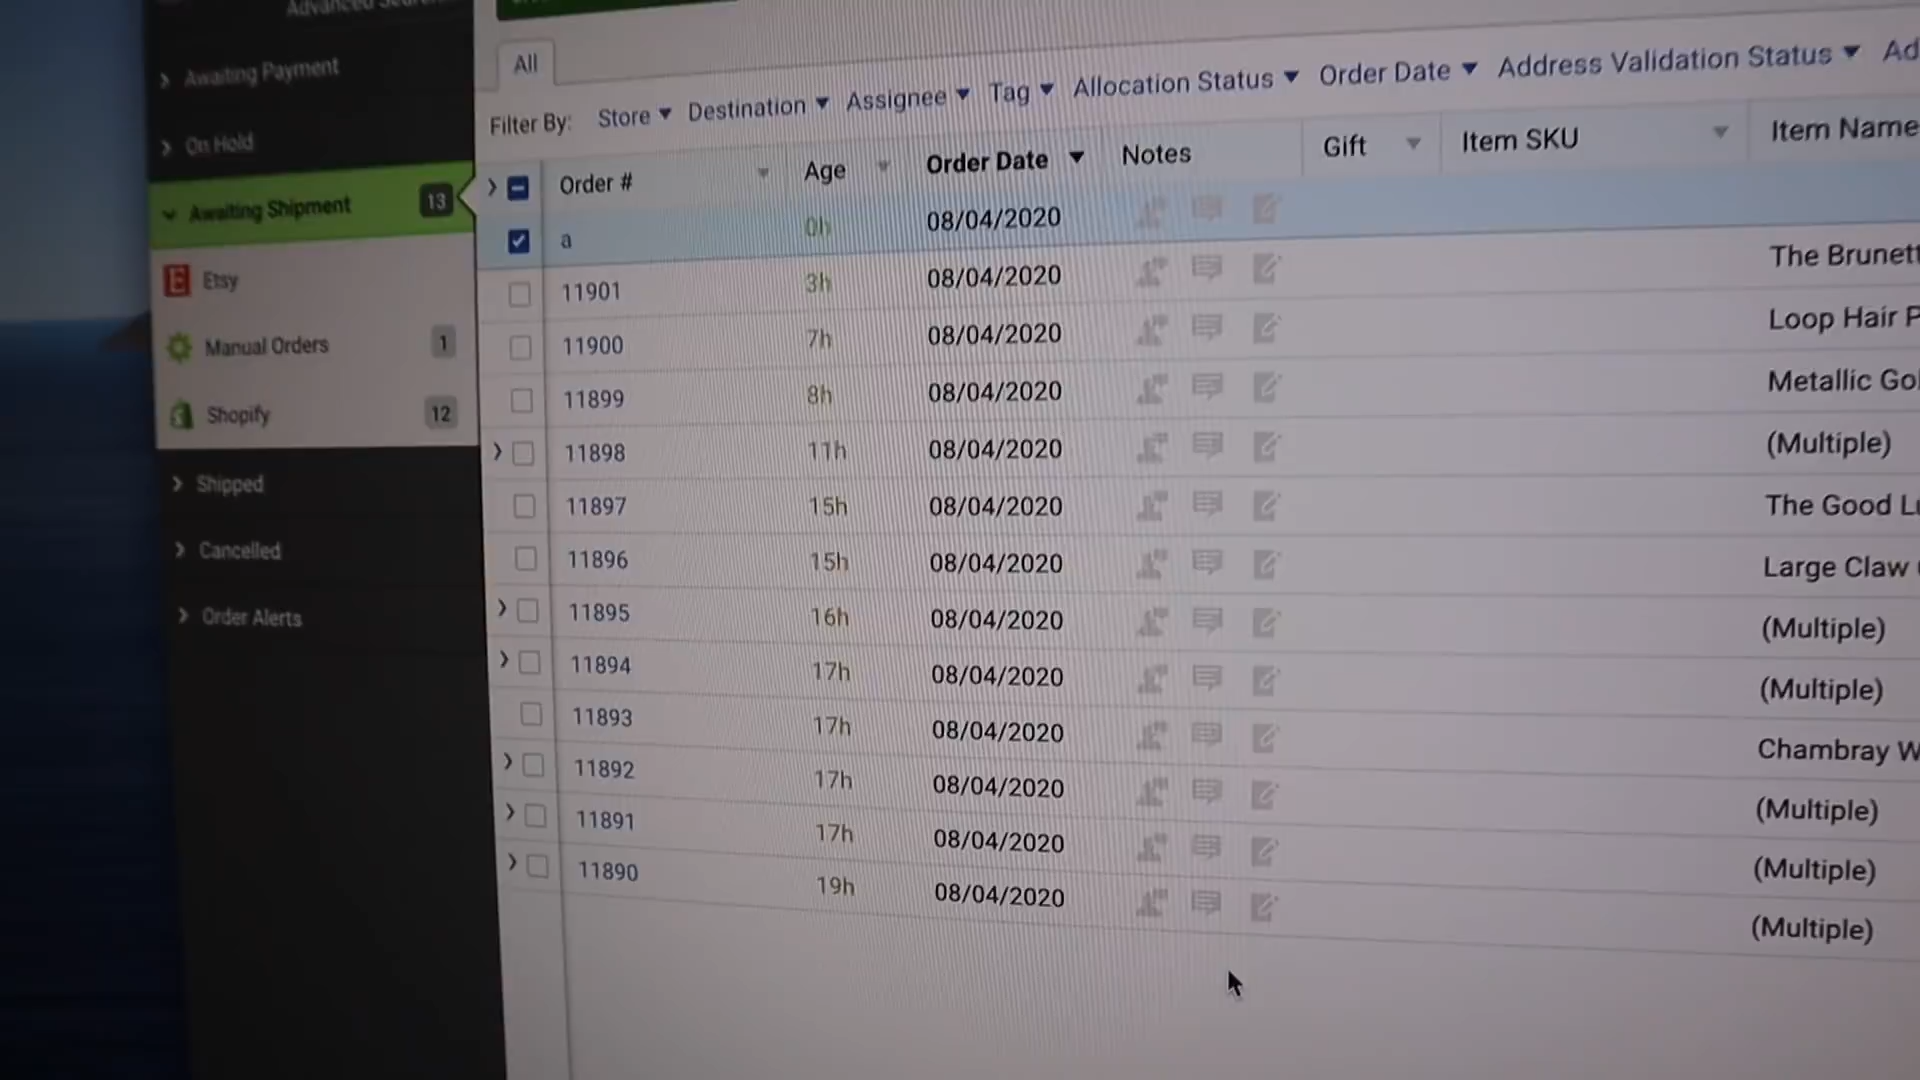 Advanced
All
Awaiting Payment
On Hold
Awaiting Shipment 13
Etsy
Manual Orders 1
Shopify 12
Shipped
Cancelled
Order Alerts
Filter By: Store Destination Assignee Tag Allocation Status Order Date Address Validation Status Ad
Order # Age Order Date Notes Gift Item SKU Item Name
a 0h 08/04/2020
11901 3h 08/04/2020 The Brunett
11900 7h 08/04/2020 Loop Hair P
11899 8h 08/04/2020 Metallic Gol
11898 11h 08/04/2020 (Multiple)
11897 15h 08/04/2020 The Good Lu
11896 15h 08/04/2020 Large Claw
11895 16h 08/04/2020 (Multiple)
11894 17h 08/04/2020 (Multiple)
11893 17h 08/04/2020 Chambray W
11892 17h 08/04/2020 (Multiple)
11891 17h 08/04/2020 (Multiple)
11890 19h 08/04/2020 (Multiple)